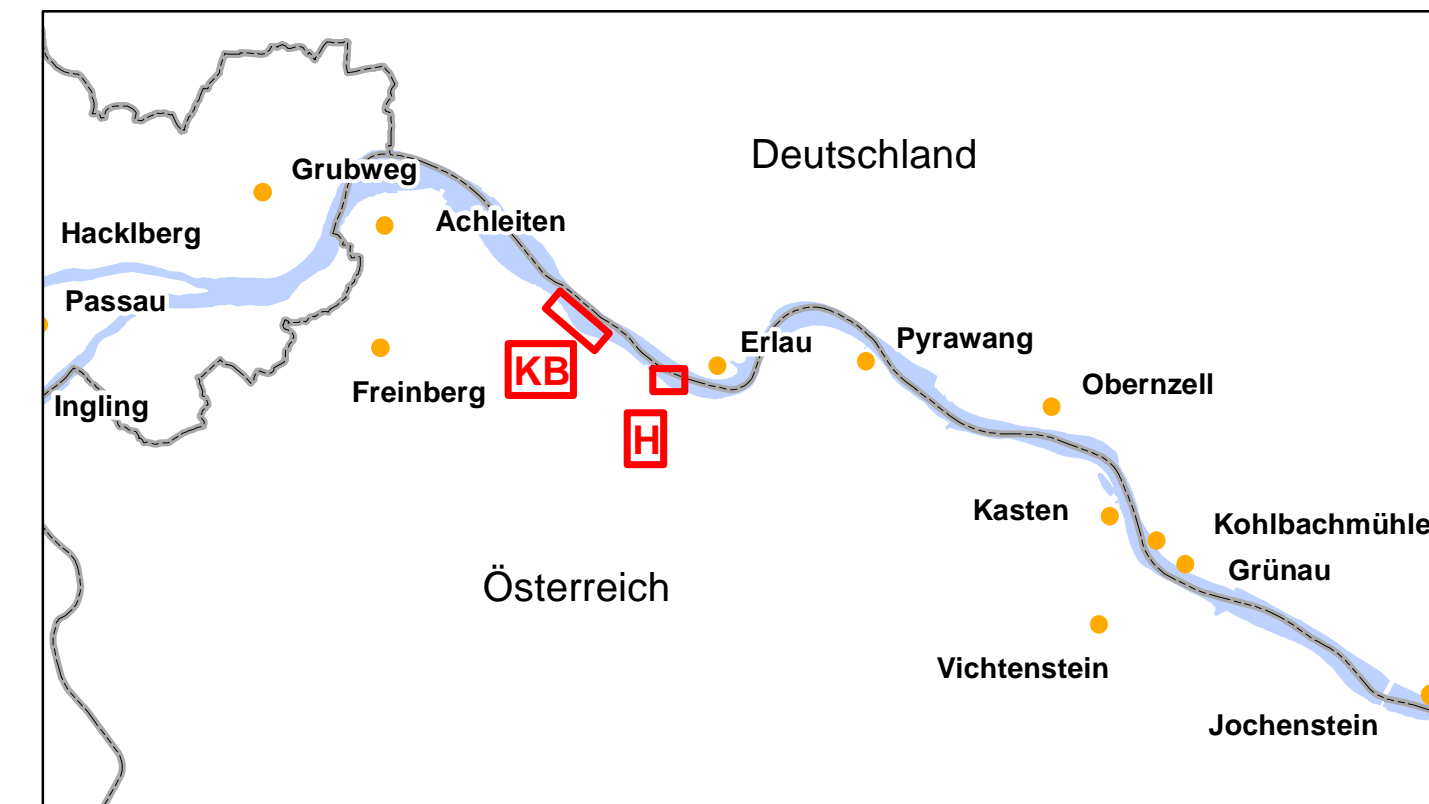 Deutschland
Grubweg
Achleiten
Hacklberg
Passau
Erlau
Pyrawang
KB
Freinberg
Obernzell
Ingling
H
Kasten
Kohlbachmühle
Grünau
Österreich
Vichtenstein
Jochenstein